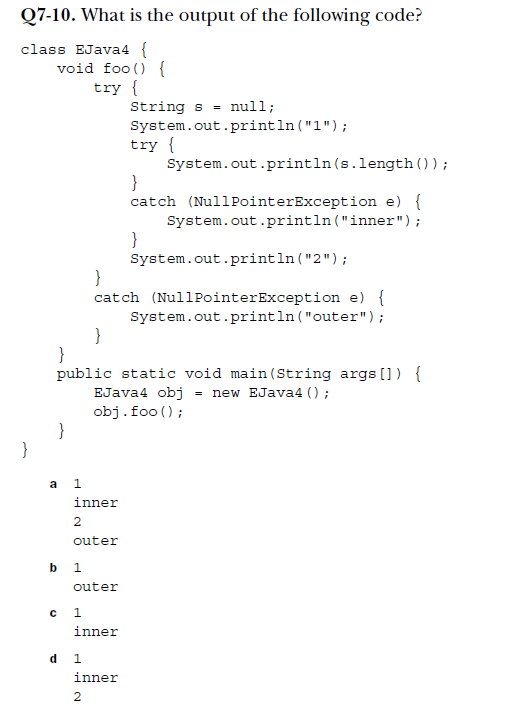 Q7-10. What is the output of the following code?
class EJava4 {
    void foo() {
        try {
            String s = null;
            System.out.println("1");
            try {
                System.out.println(s.length());
            }
            catch (NullPointerException e) {
                System.out.println("inner");
            }
            System.out.println("2");
        }
        catch (NullPointerException e) {
            System.out.println("outer");
        }
    }
    public static void main(String args[]) {
        EJava4 obj = new EJava4();
        obj.foo();
    }
}
a 1
inner
2
outer
b 1
outer
c 1
inner
d 1
inner
2